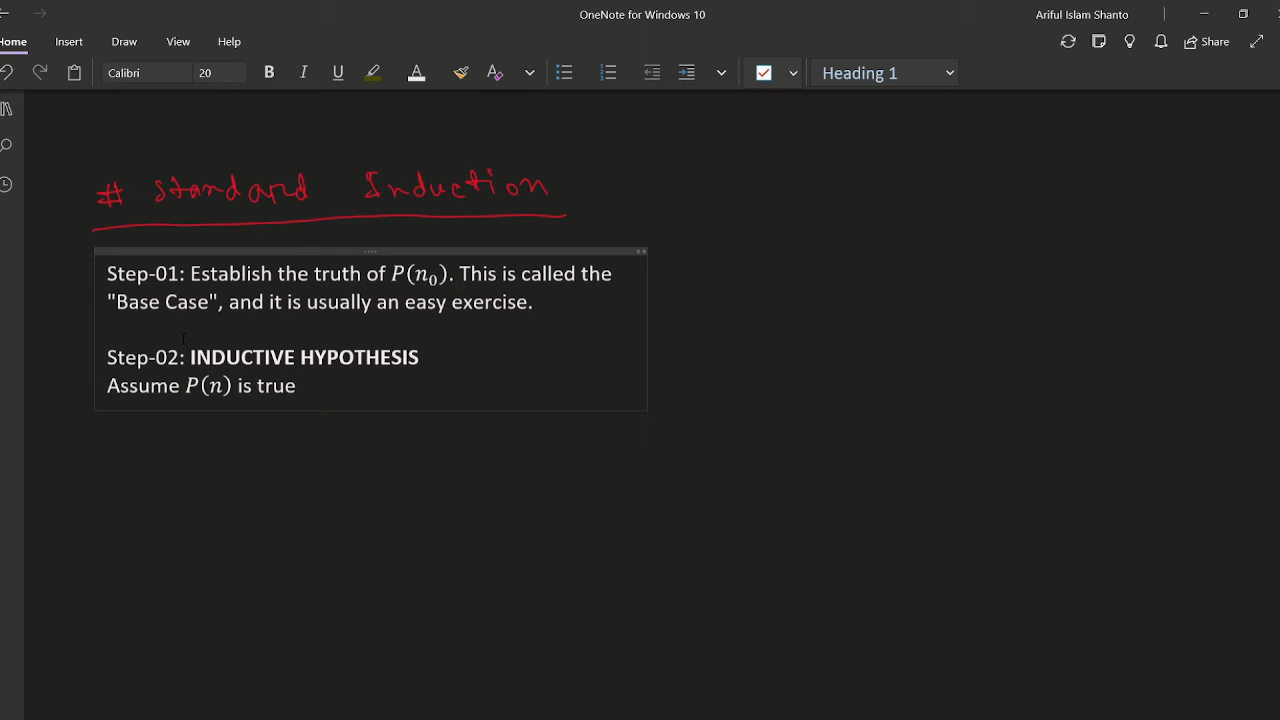 OneNote for Windows 10
Ariful Islam Shanto
Home Insert Draw View Help
Share
Calibri 20 B I U A A Heading 1
# Standard Induction
Step-01: Establish the truth of P(n₀). This is called the
"Base Case", and it is usually an easy exercise.
Step-02: INDUCTIVE HYPOTHESIS
Assume P(n) is true